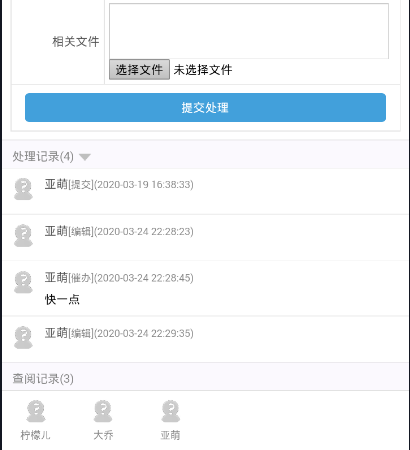 相关文件
选择文件 未选择文件
提交处理
处理记录(4)
亚萌[提交](2020-03-19 16:38:33)
亚萌[编辑](2020-03-24 22:28:23)
亚萌[催办](2020-03-24 22:28:45)
快一点
亚萌[编辑](2020-03-24 22:29:35)
查阅记录(3)
柠檬儿 大乔 亚萌